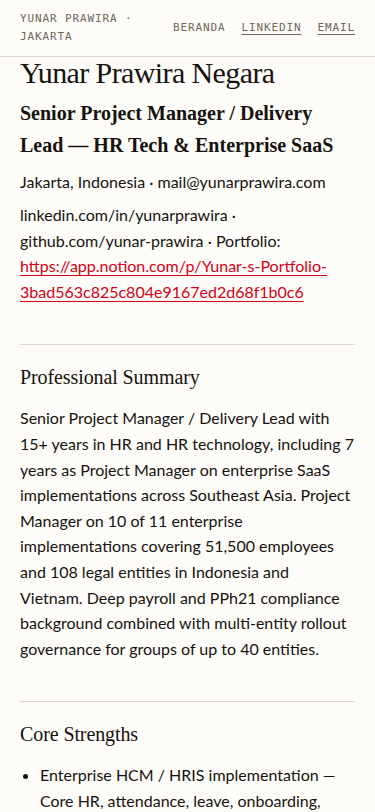 YUNAR PRAWIRA ·
JAKARTA
BERANDA LINKEDIN EMAIL
Yunar Prawira Negara
Senior Project Manager / Delivery
Lead — HR Tech & Enterprise SaaS
Jakarta, Indonesia · mail@yunarprawira.com
linkedin.com/in/yunarprawira ·
github.com/yunar-prawira · Portfolio:
https://app.notion.com/p/Yunar-s-Portfolio-
3bad563c825c804e9167ed2d68f1b0c6
Professional Summary
Senior Project Manager / Delivery Lead with
15+ years in HR and HR technology, including 7
years as Project Manager on enterprise SaaS
implementations across Southeast Asia. Project
Manager on 10 of 11 enterprise
implementations covering 51,500 employees
and 108 legal entities in Indonesia and
Vietnam. Deep payroll and PPh21 compliance
background combined with multi-entity rollout
governance for groups of up to 40 entities.
Core Strengths
• Enterprise HCM / HRIS implementation —
Core HR, attendance, leave, onboarding,